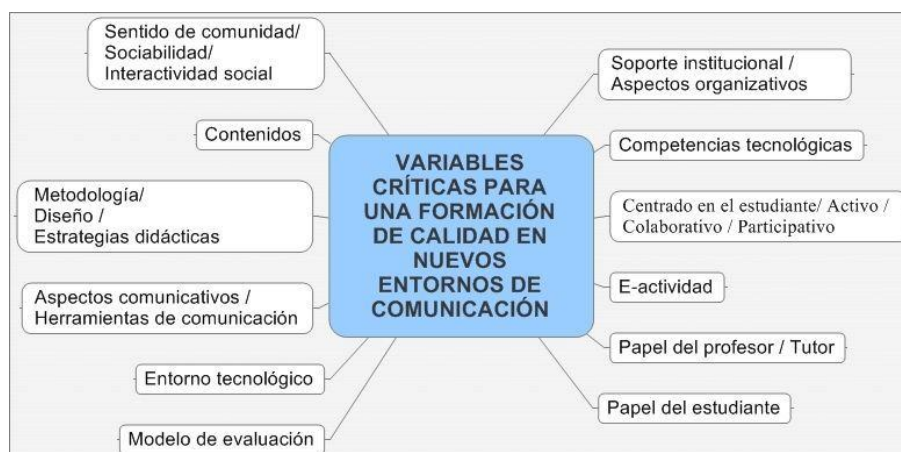 Sentido de comunidad/
Sociabilidad/
Interactividad social
Contenidos
Metodología/
Diseño /
Estrategias didácticas
Aspectos comunicativos /
Herramientas de comunicación
Entorno tecnológico
Modelo de evaluación
VARIABLES
CRÍTICAS PARA
UNA FORMACIÓN
DE CALIDAD EN
NUEVOS
ENTORNOS DE
COMUNICACIÓN
Soporte institucional /
Aspectos organizativos
Competencias tecnológicas
Centrado en el estudiante/ Activo /
Colaborativo / Participativo
E-actividad
Papel del profesor / Tutor
Papel del estudiante